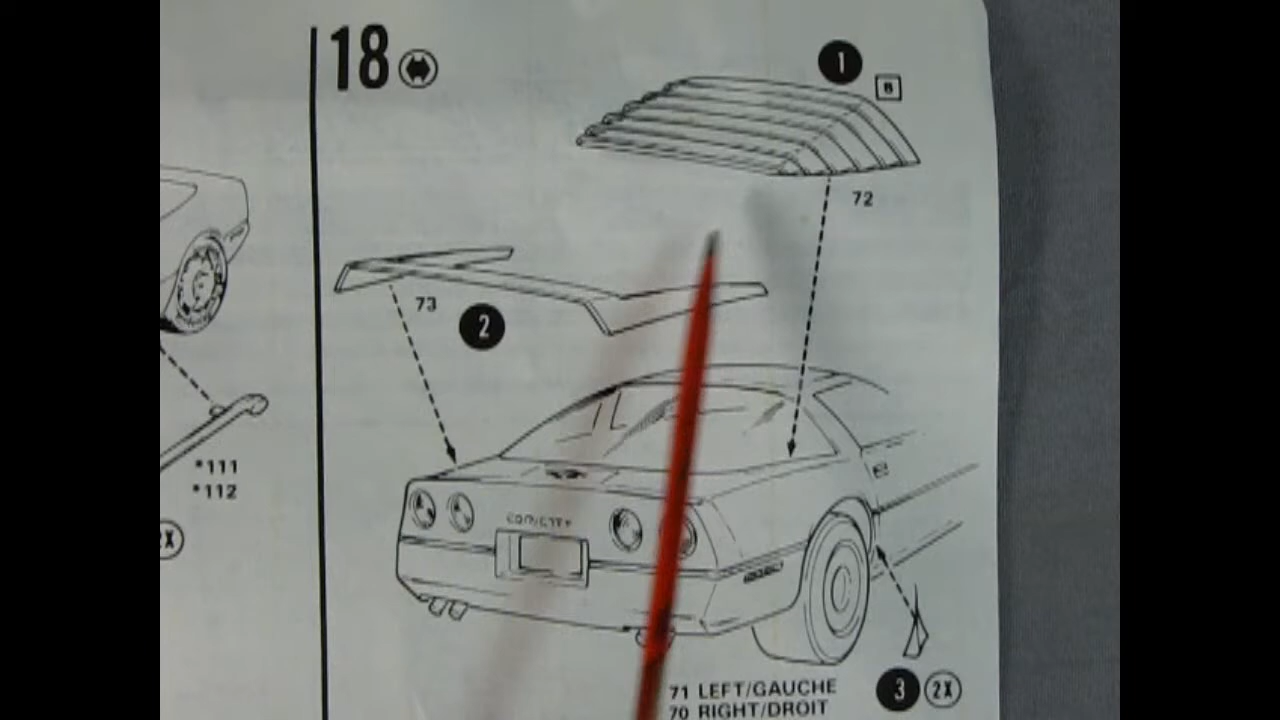 18
1
B
72
73
2
*111
*112
CORVETTE
2X
71 LEFT/GAUCHE
70 RIGHT/DROIT
3
2X